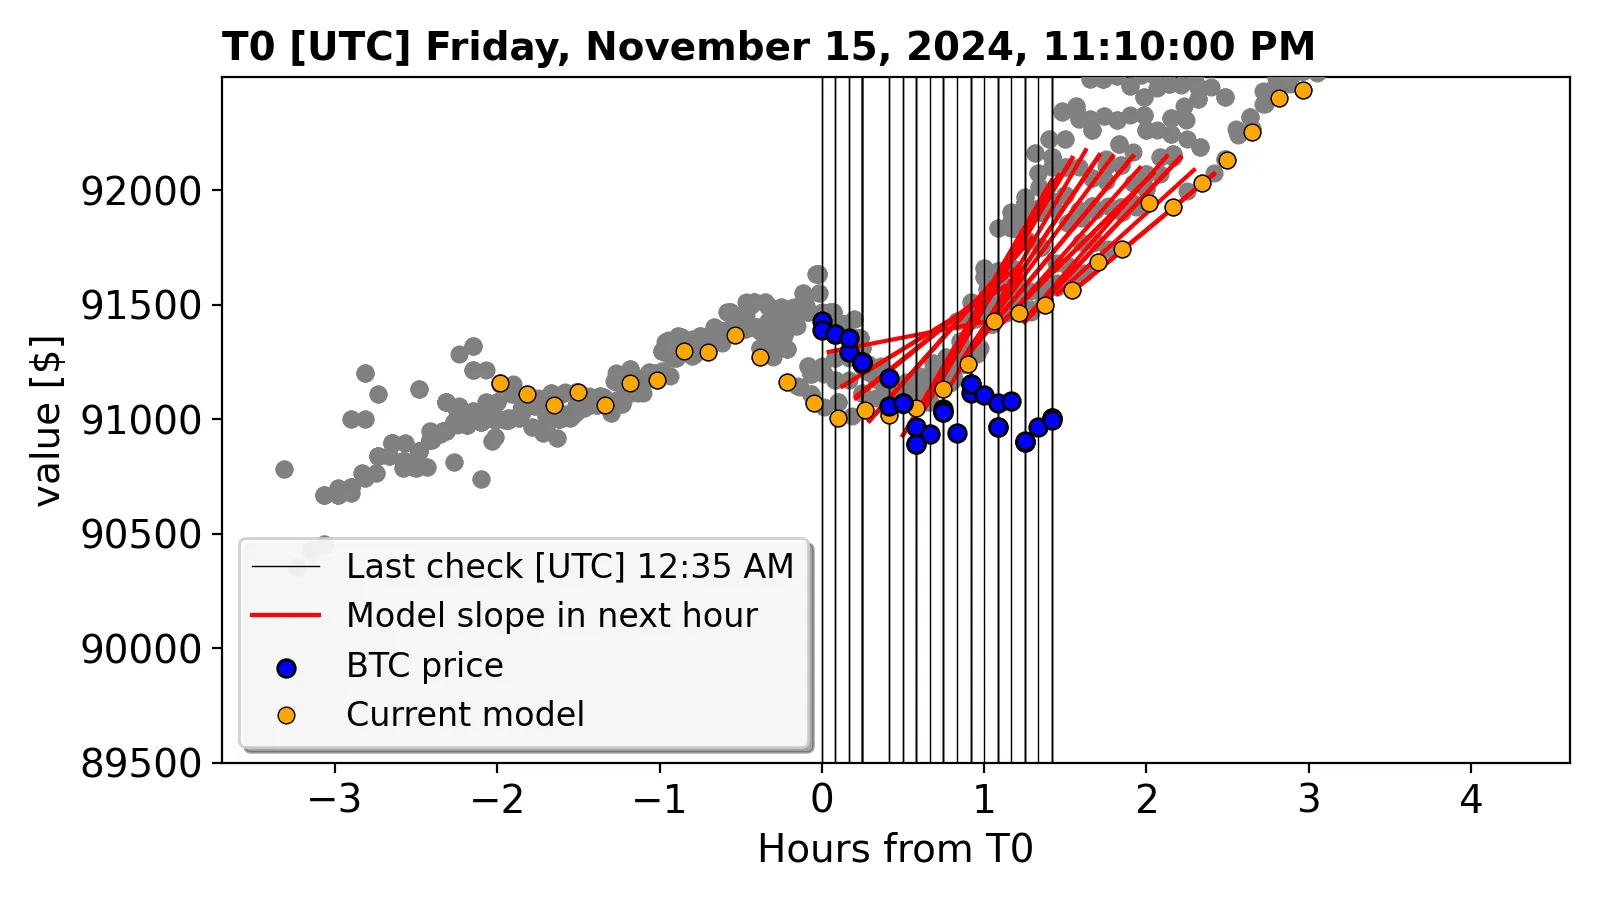 T0 [UTC] Friday, November 15, 2024, 11:10:00 PM
value [$]
92000
91500
91000
90500
90000
89500
Last check [UTC] 12:35 AM
Model slope in next hour
BTC price
Current model
−3 −2 −1 0 1 2 3 4
Hours from T0